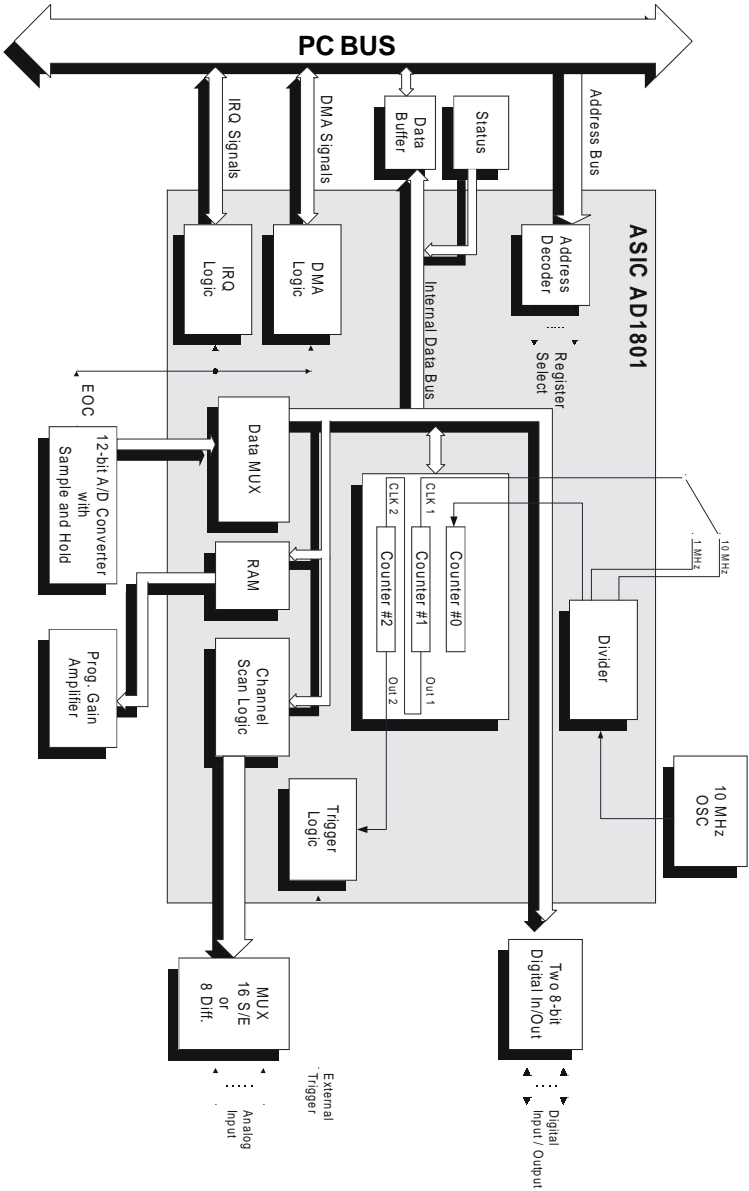 PC BUS
IRQ Signals
DMA Signals
Data
Buffer
Status
Address Bus
ASIC AD1801
IRQ
Logic
DMA
Logic
Internal Data Bus
Address
Decoder
Register
Select
EOC
12-bit A/D Converter
with
Sample and Hold
Data MUX
CLK 2
CLK 1
1 MHz
10 MHz
RAM
Counter #2
Counter #1
Counter #0
Divider
Prog. Gain
Amplifier
Channel
Scan Logic
Out 2
Out 1
Trigger
Logic
10 MHz
OSC
MUX
16 S/E
or
8 Diff.
Two 8-bit
Digital In/Out
External
Trigger
Analog
Input
Digital
Input / Output